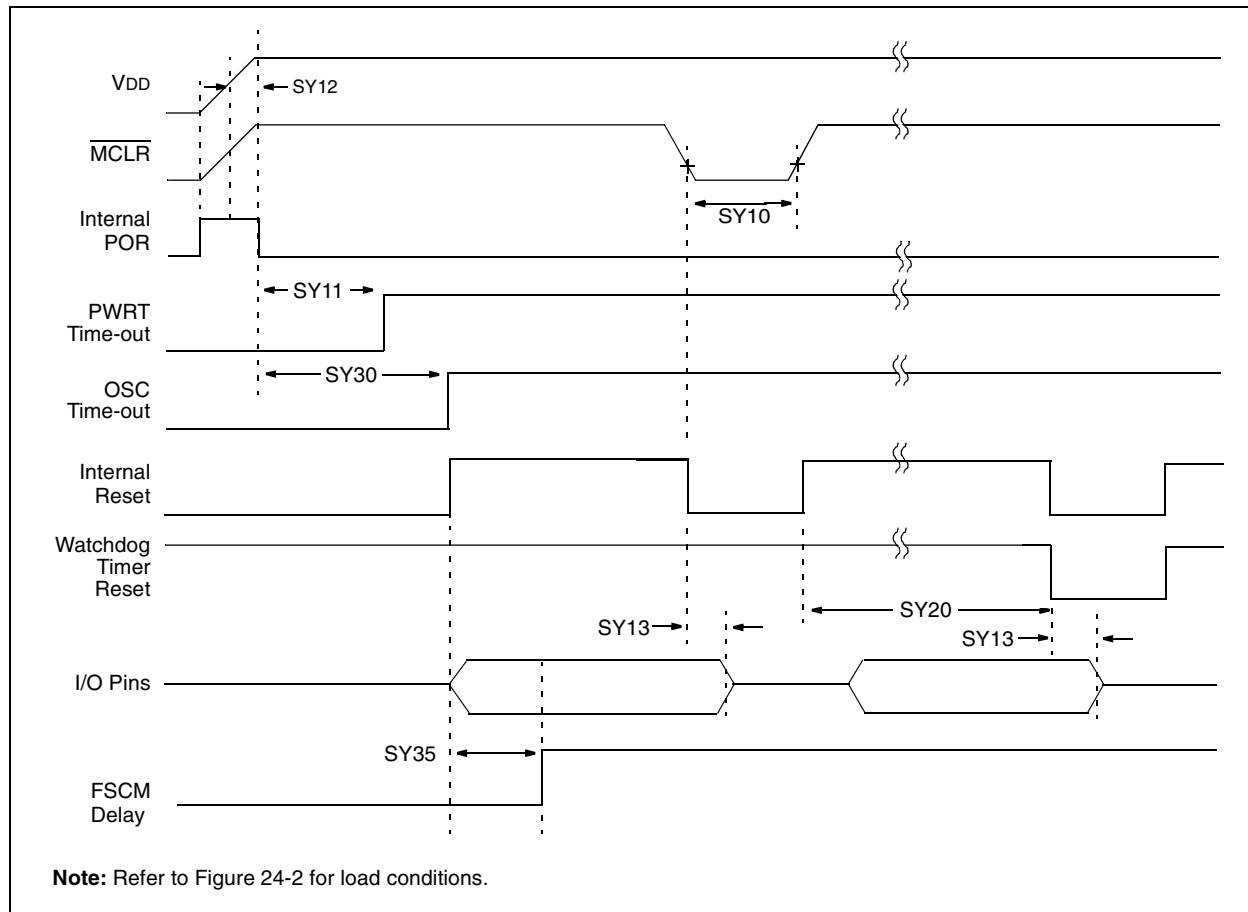 VDD
SY12
MCLR
SY10
Internal
POR
SY11
PWRT
Time-out
SY30
OSC
Time-out
Internal
Reset
Watchdog
Timer
Reset
SY20
SY13
SY13
I/O Pins
SY35
FSCM
Delay
Note: Refer to Figure 24-2 for load conditions.